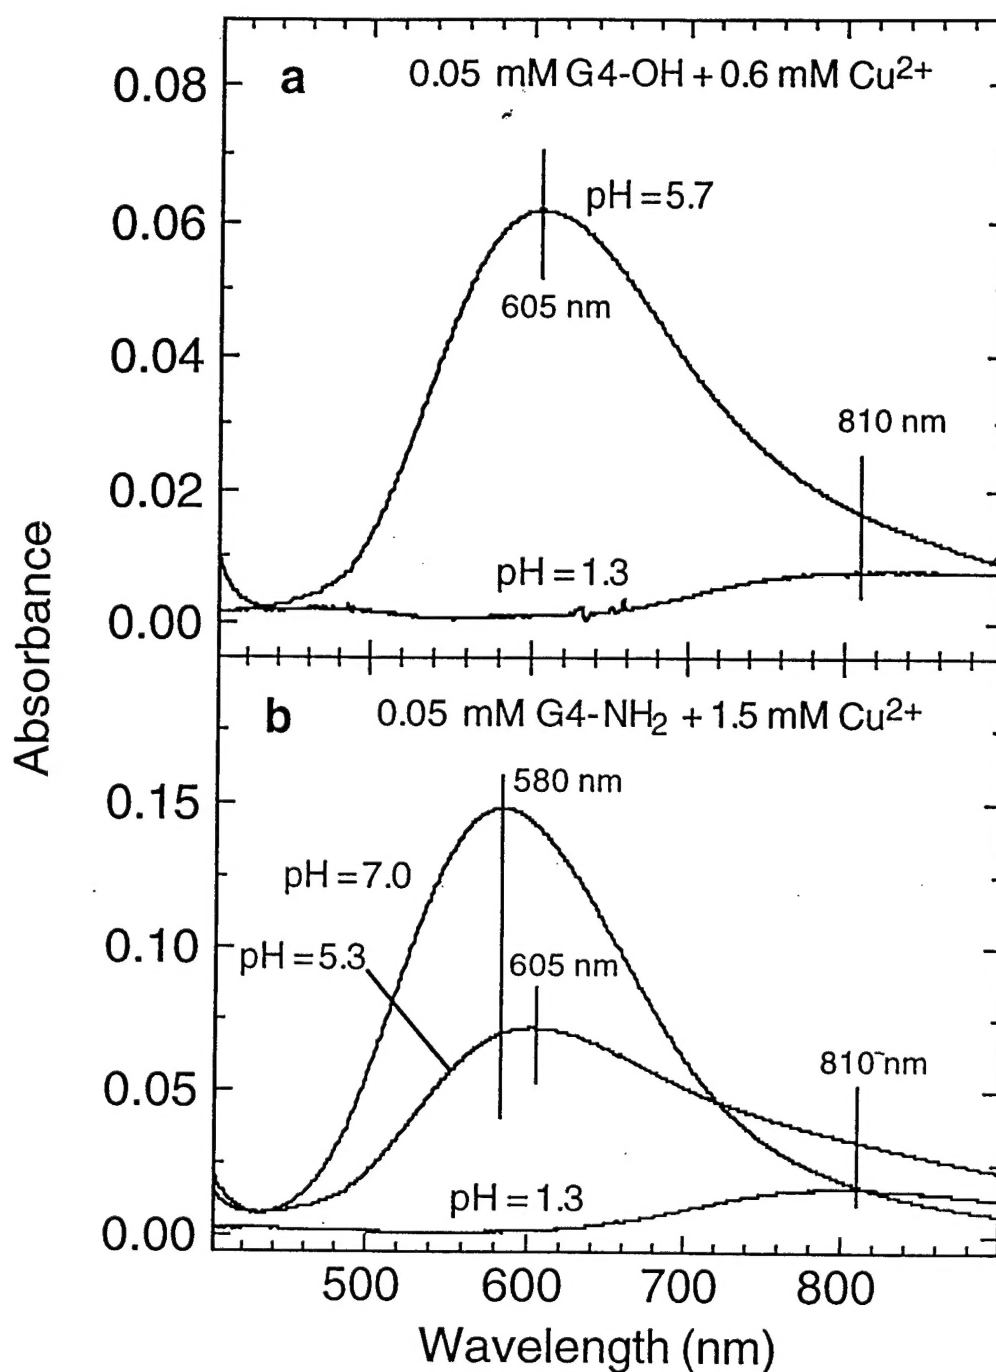 a 0.05 mM G4-OH + 0.6 mM Cu²⁺
0.08
pH=5.7
0.06
605 nm
0.04
810 nm
0.02
pH=1.3
0.00
Absorbance
b 0.05 mM G4-NH₂ + 1.5 mM Cu²⁺
580 nm
0.15
pH=7.0
0.10
pH=5.3
605 nm
810 nm
0.05
pH=1.3
0.00
500 600 700 800
Wavelength (nm)